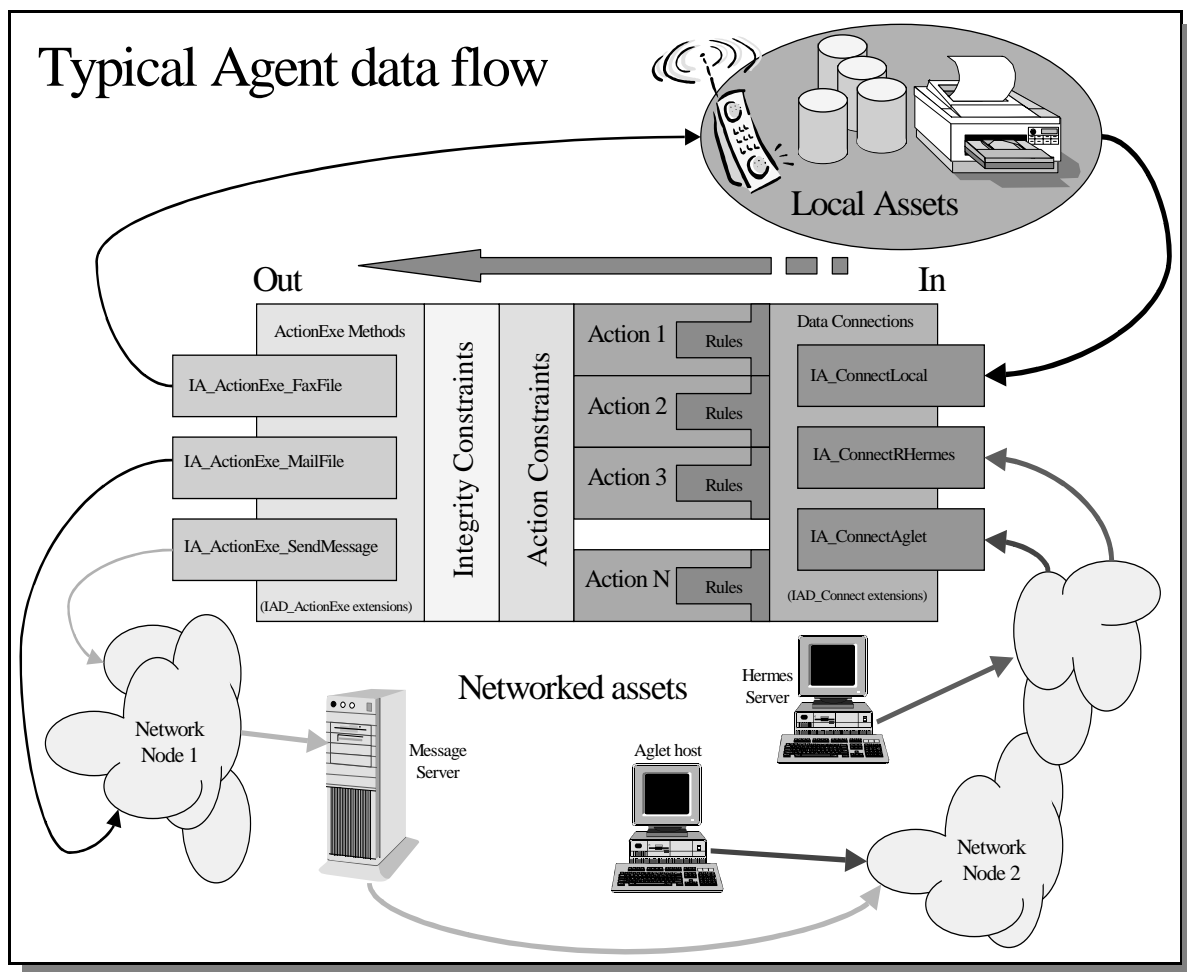 Typical Agent data flow
Local Assets
Out
In
ActionExe Methods
IA_ActionExe_FaxFile
IA_ActionExe_MailFile
IA_ActionExe_SendMessage
(IAD_ActionExe extensions)
Integrity Constraints
Action Constraints
Action 1
Rules
Action 2
Rules
Action 3
Rules
Action N
Rules
Data Connections
IA_ConnectLocal
IA_ConnectRHermes
IA_ConnectAglet
(IAD_Connect extensions)
Networked assets
Hermes
Server
Network
Node 1
Message
Server
Aglet host
Network
Node 2